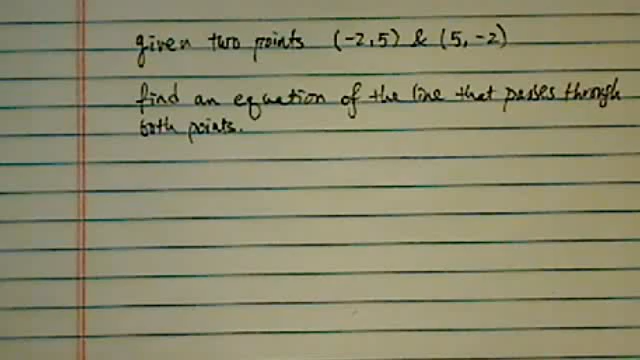 given two points (-2,5) & (5,-2)
find an equation of the line that passes through
both points.